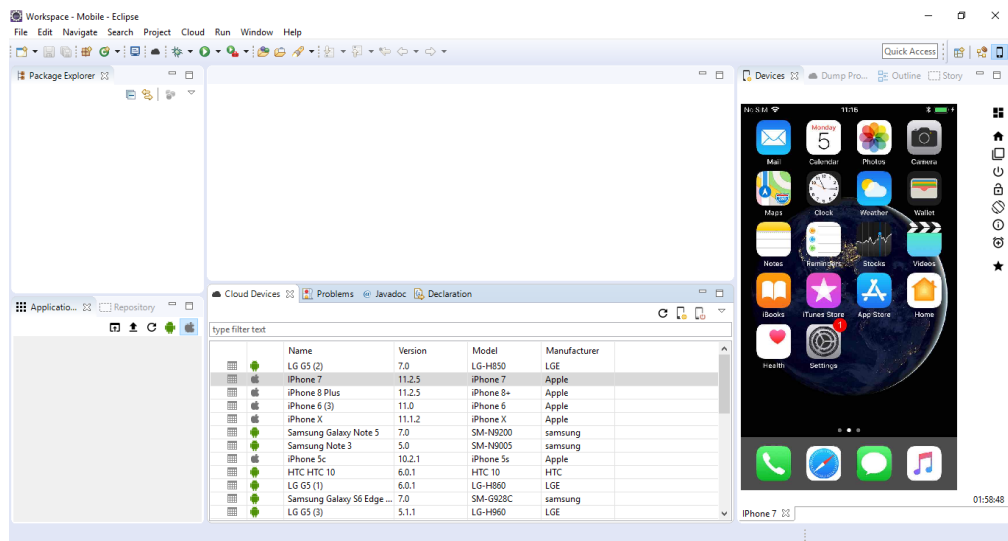 Workspace - Mobile - Eclipse
File Edit Navigate Search Project Cloud Run Window Help
Quick Access
Package Explorer
Devices Dump Pro... Outline Story
No SIM 11:16
Monday
5
Mail Calendar Photos Camera
Maps Clock Weather Wallet
Notes Reminders Stocks Videos
iBooks iTunes Store App Store Home
1
Health Settings
Applicatio... Repository
Cloud Devices Problems Javadoc Declaration
type filter text
Name Version Model Manufacturer
LG G5 (2) 7.0 LG-H850 LGE
IPhone 7 11.2.5 iPhone 7 Apple
iPhone 8 Plus 11.2.5 iPhone 8+ Apple
iPhone 6 (3) 11.0 iPhone 6 Apple
iPhone X 11.1.2 iPhone X Apple
Samsung Galaxy Note 5 7.0 SM-N9200 samsung
Samsung Note 3 5.0 SM-N9005 samsung
iPhone 5c 10.2.1 iPhone 5s Apple
HTC HTC 10 6.0.1 HTC 10 HTC
LG G5 (1) 6.0.1 LG-H860 LGE
Samsung Galaxy S6 Edge ... 7.0 SM-G928C samsung
LG G5 (3) 5.1.1 LG-H960 LGE
01:58:48
IPhone 7